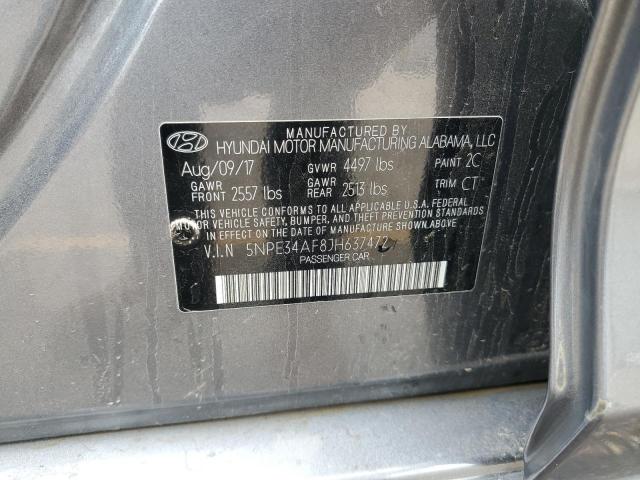 MANUFACTURED BY
HYUNDAI MOTOR MANUFACTURING ALABAMA, LLC
Aug/09/17 GVWR 4497 lbs PAINT 2C
GAWR FRONT 2557 lbs GAWR REAR 2513 lbs TRIM CT
THIS VEHICLE CONFORMS TO ALL APPLICABLE U.S.A. FEDERAL
MOTOR VEHICLE SAFETY, BUMPER, AND THEFT PREVENTION STANDARDS
IN EFFECT ON THE DATE OF MANUFACTURE SHOWN ABOVE.
V.I.N 5NPE34AF8JH637472
PASSENGER CAR